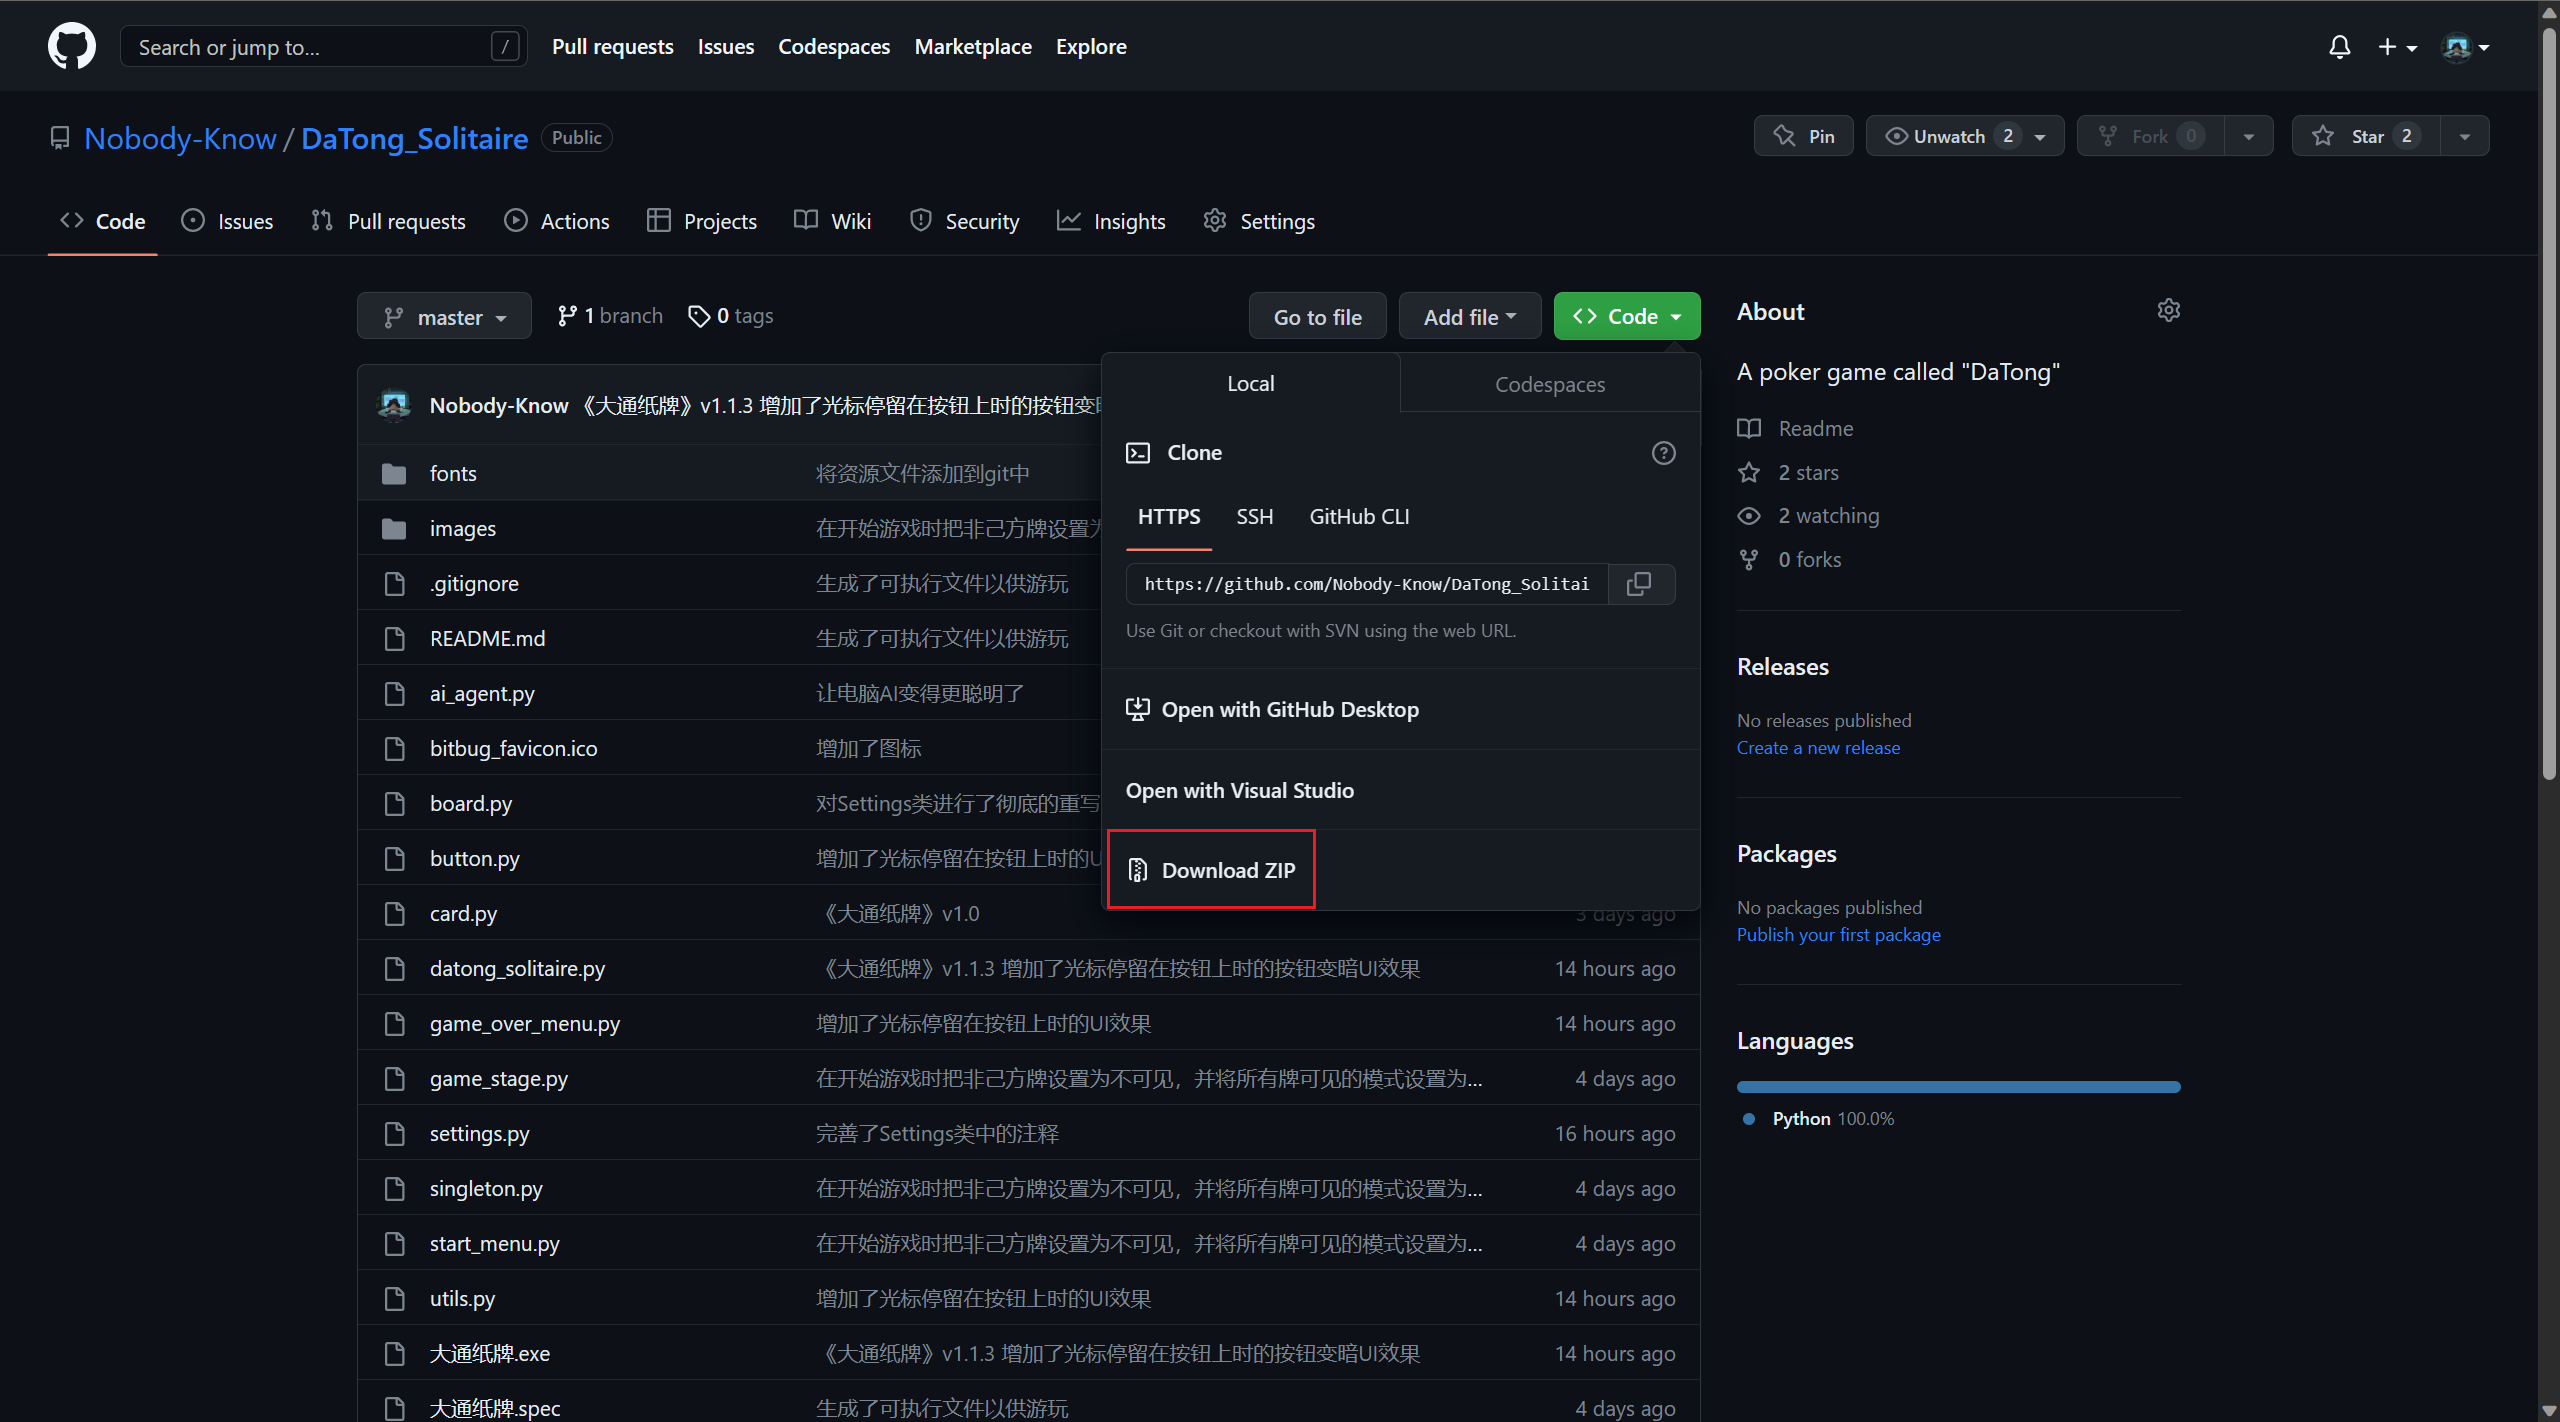 Search or jump to...
/
Pull requests
Issues
Codespaces
Marketplace
Explore
Nobody-Know / DaTong_Solitaire
Public
Pin
Unwatch 2
Fork 0
Star 2
Code
Issues
Pull requests
Actions
Projects
Wiki
Security
Insights
Settings
master
1 branch
0 tags
Go to file
Add file
Code
Nobody-Know 《大通纸牌》v1.1.3 增加了光标停留在按钮上时的按钮变
fonts 将资源文件添加到git中
images 在开始游戏时把非己方牌设置为
.gitignore 生成了可执行文件以供游玩
README.md 生成了可执行文件以供游玩
ai_agent.py 让电脑AI变得更聪明了
bitbug_favicon.ico 增加了图标
board.py 对Settings类进行了彻底的重写
button.py 增加了光标停留在按钮上时的U
card.py 《大通纸牌》v1.0 3 days ago
datong_solitaire.py 《大通纸牌》v1.1.3 增加了光标停留在按钮上时的按钮变暗UI效果 14 hours ago
game_over_menu.py 增加了光标停留在按钮上时的UI效果 14 hours ago
game_stage.py 在开始游戏时把非己方牌设置为不可见，并将所有牌可见的模式设置为... 4 days ago
settings.py 完善了Settings类中的注释 16 hours ago
singleton.py 在开始游戏时把非己方牌设置为不可见，并将所有牌可见的模式设置为... 4 days ago
start_menu.py 在开始游戏时把非己方牌设置为不可见，并将所有牌可见的模式设置为... 4 days ago
utils.py 增加了光标停留在按钮上时的UI效果 14 hours ago
大通纸牌.exe 《大通纸牌》v1.1.3 增加了光标停留在按钮上时的按钮变暗UI效果 14 hours ago
大通纸牌.spec 生成了可执行文件以供游玩 4 days ago
Local
Codespaces
Clone
HTTPS
SSH
GitHub CLI
https://github.com/Nobody-Know/DaTong_Solitai
Use Git or checkout with SVN using the web URL.
Open with GitHub Desktop
Open with Visual Studio
Download ZIP
About
A poker game called "DaTong"
Readme
2 stars
2 watching
0 forks
Releases
No releases published
Create a new release
Packages
No packages published
Publish your first package
Languages
Python 100.0%